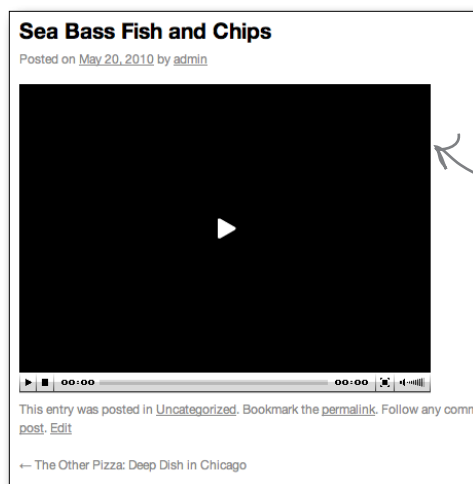 Sea Bass Fish and Chips
Posted on May 20, 2010 by admin
00:00 00:00
This entry was posted in Uncategorized. Bookmark the permalink. Follow any
post. Edit
← The Other Pizza: Deep Dish in Chicago